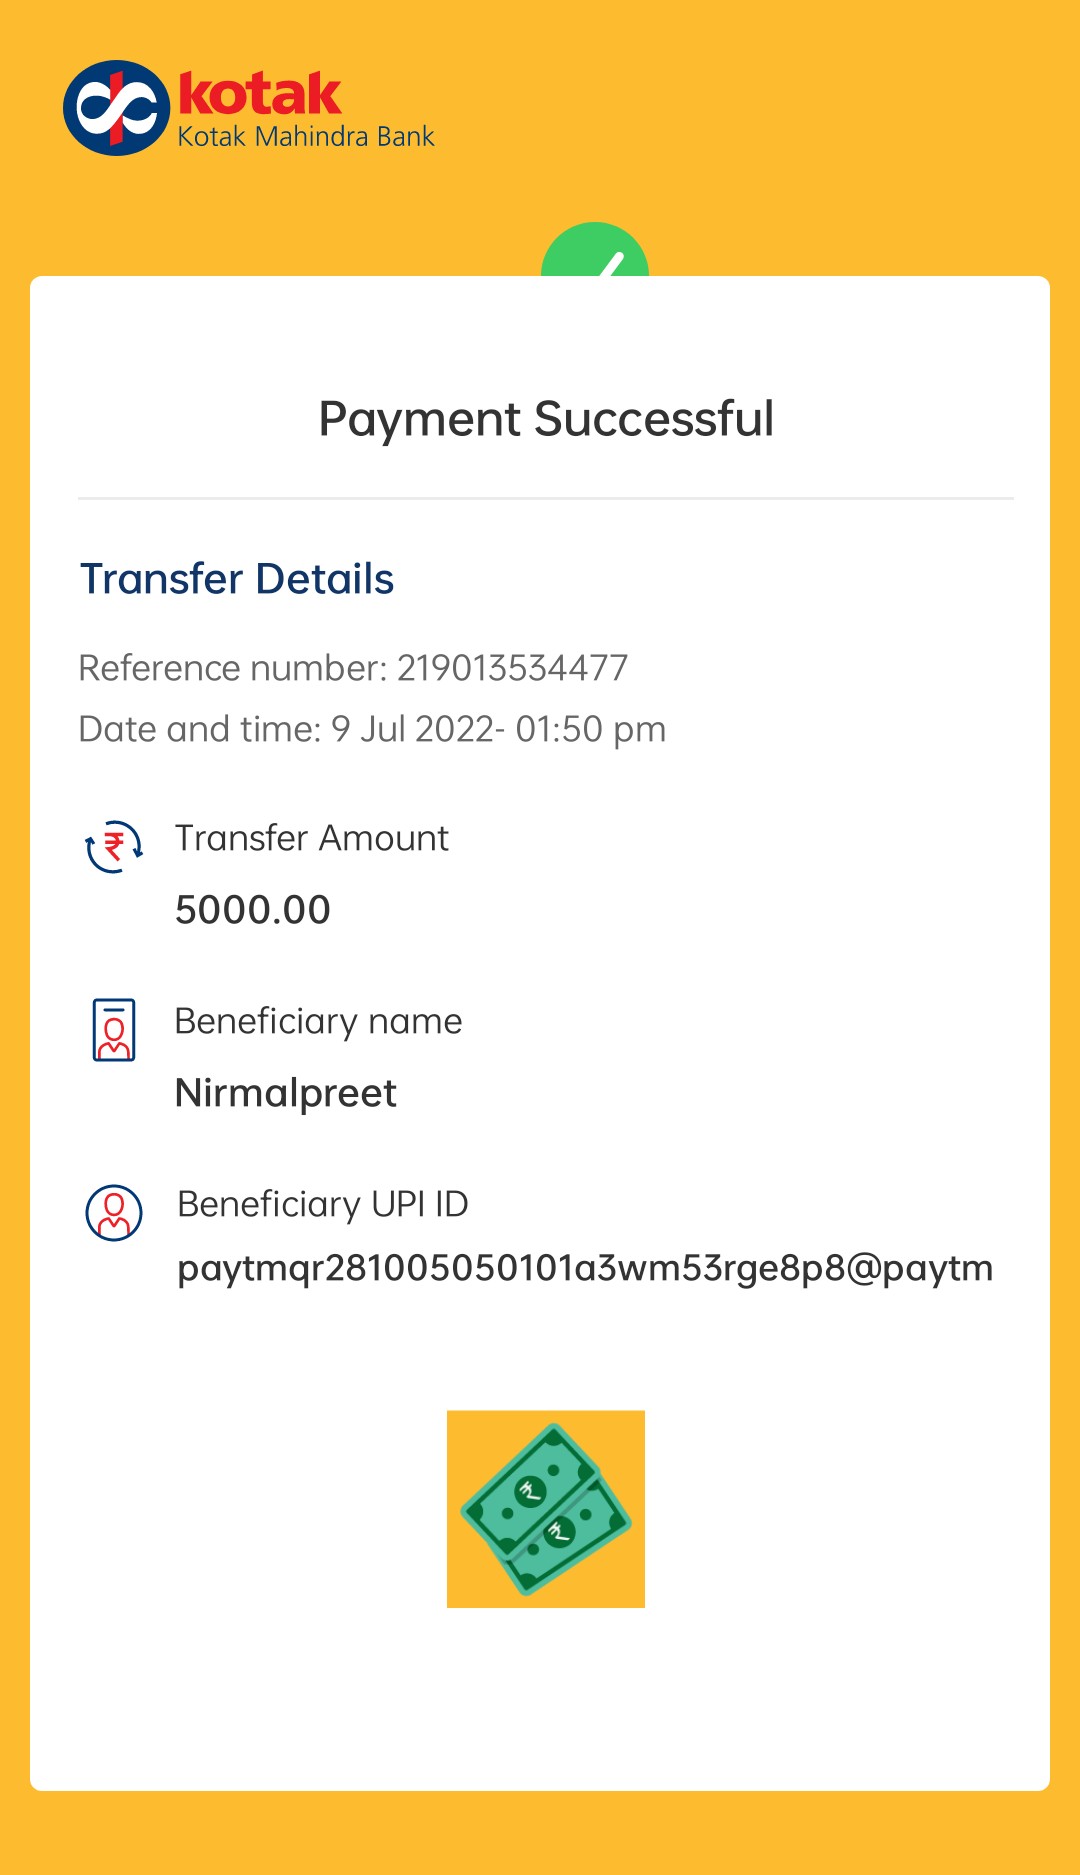 kotak
Kotak Mahindra Bank
Payment Successful
Transfer Details
Reference number: 219013534477
Date and time: 9 Jul 2022- 01:50 pm
₹ Transfer Amount
5000.00
Beneficiary name
Nirmalpreet
Beneficiary UPI ID
paytmqr281005050101a3wm53rge8p8@paytm
₹
₹